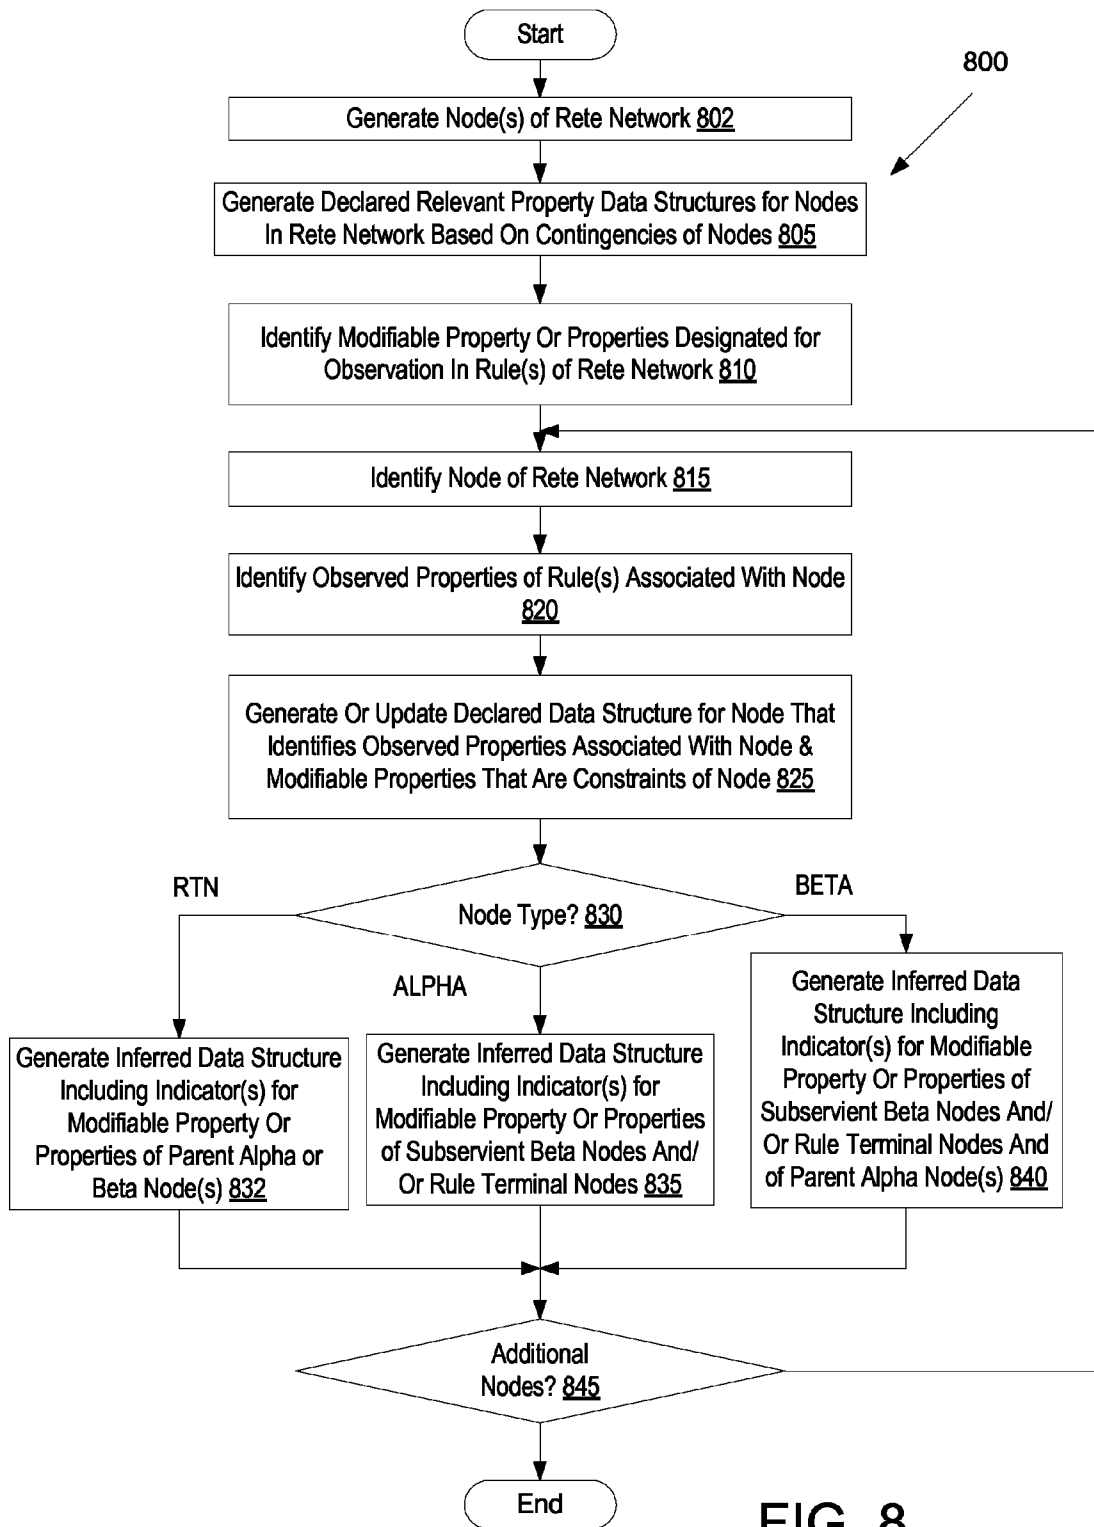 Start
800
Generate Node(s) of Rete Network 802
Generate Declared Relevant Property Data Structures for Nodes
In Rete Network Based On Contingencies of Nodes 805
Identify Modifiable Property Or Properties Designated for
Observation In Rule(s) of Rete Network 810
Identify Node of Rete Network 815
Identify Observed Properties of Rule(s) Associated With Node
820
Generate Or Update Declared Data Structure for Node That
Identifies Observed Properties Associated With Node &
Modifiable Properties That Are Constraints of Node 825
RTN
Node Type? 830
BETA
ALPHA
Generate Inferred Data Structure
Including Indicator(s) for
Modifiable Property Or
Properties of Parent Alpha or
Beta Node(s) 832
Generate Inferred Data Structure
Including Indicator(s) for
Modifiable Property Or Properties
of Subservient Beta Nodes And/
Or Rule Terminal Nodes 835
Generate Inferred Data
Structure Including
Indicator(s) for Modifiable
Property Or Properties of
Subservient Beta Nodes And/
Or Rule Terminal Nodes And
of Parent Alpha Node(s) 840
Additional
Nodes? 845
End
FIG. 8